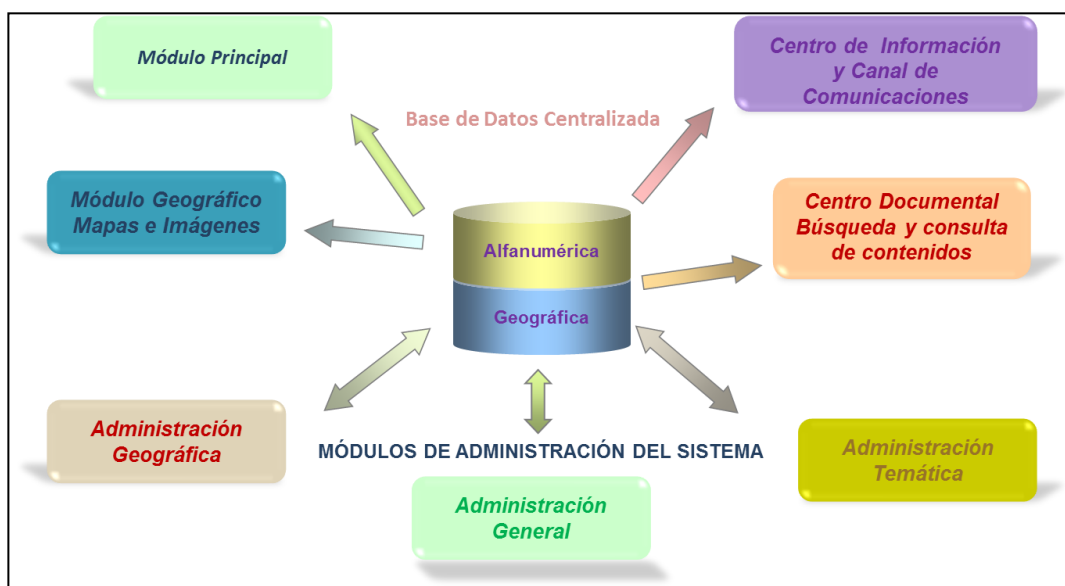 Módulo Principal
Centro de Información
y Canal de
Comunicaciones
Base de Datos Centralizada
Módulo Geográfico
Mapas e Imágenes
Centro Documental
Búsqueda y consulta
de contenidos
Alfanumérica
Geográfica
Administración
Geográfica
MÓDULOS DE ADMINISTRACIÓN DEL SISTEMA
Administración
Temática
Administración
General